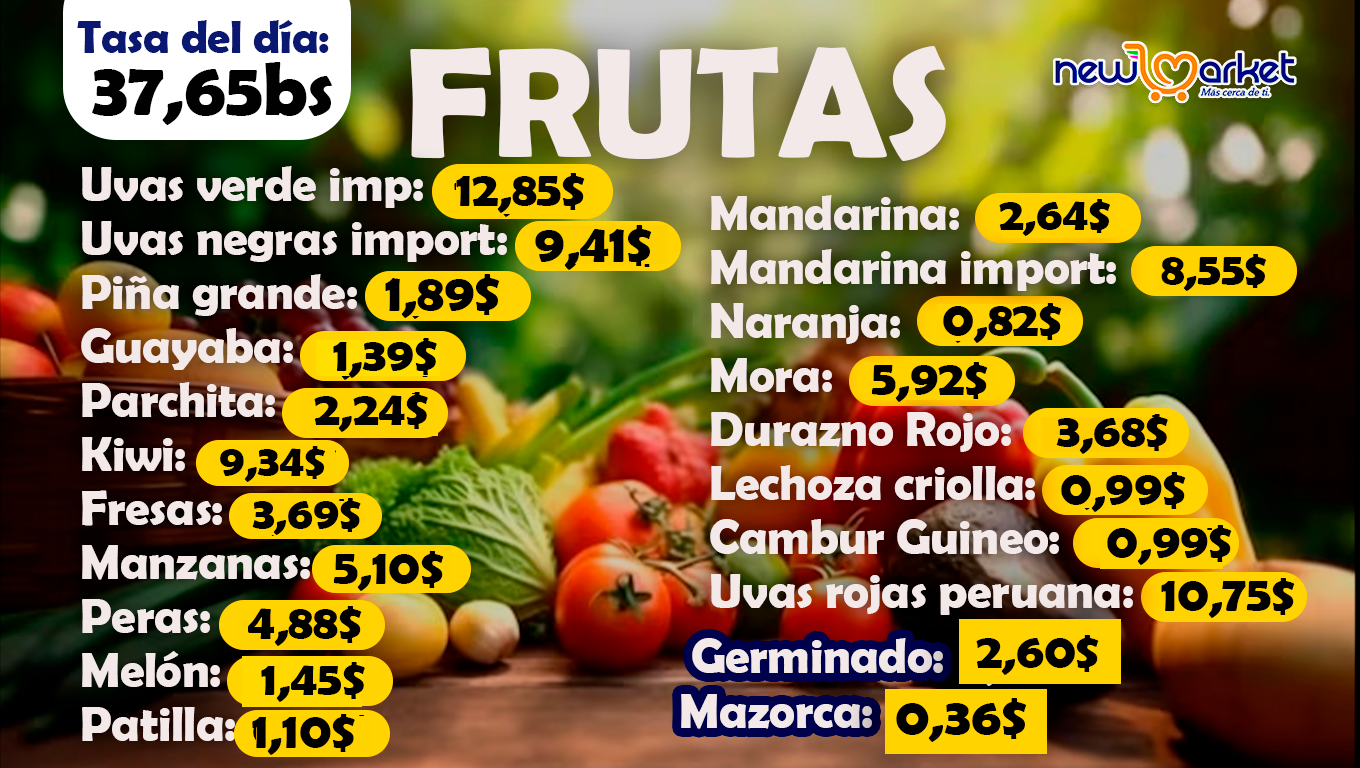 Tasa del día:
37,65bs
FRUTAS
new market
Más cerca de ti.
Uvas verde imp: 12,85$
Uvas negras import: 9,41$
Piña grande: 1,89$
Guayaba: 1,39$
Parchita: 2,24$
Kiwi: 9,34$
Fresas: 3,69$
Manzanas: 5,10$
Peras: 4,88$
Melón: 1,45$
Patilla: 1,10$
Mandarina: 2,64$
Mandarina import: 8,55$
Naranja: 0,82$
Mora: 5,92$
Durazno Rojo: 3,68$
Lechoza criolla: 0,99$
Cambur Guineo: 0,99$
Uvas rojas peruana: 10,75$
Germinado: 2,60$
Mazorca: 0,36$